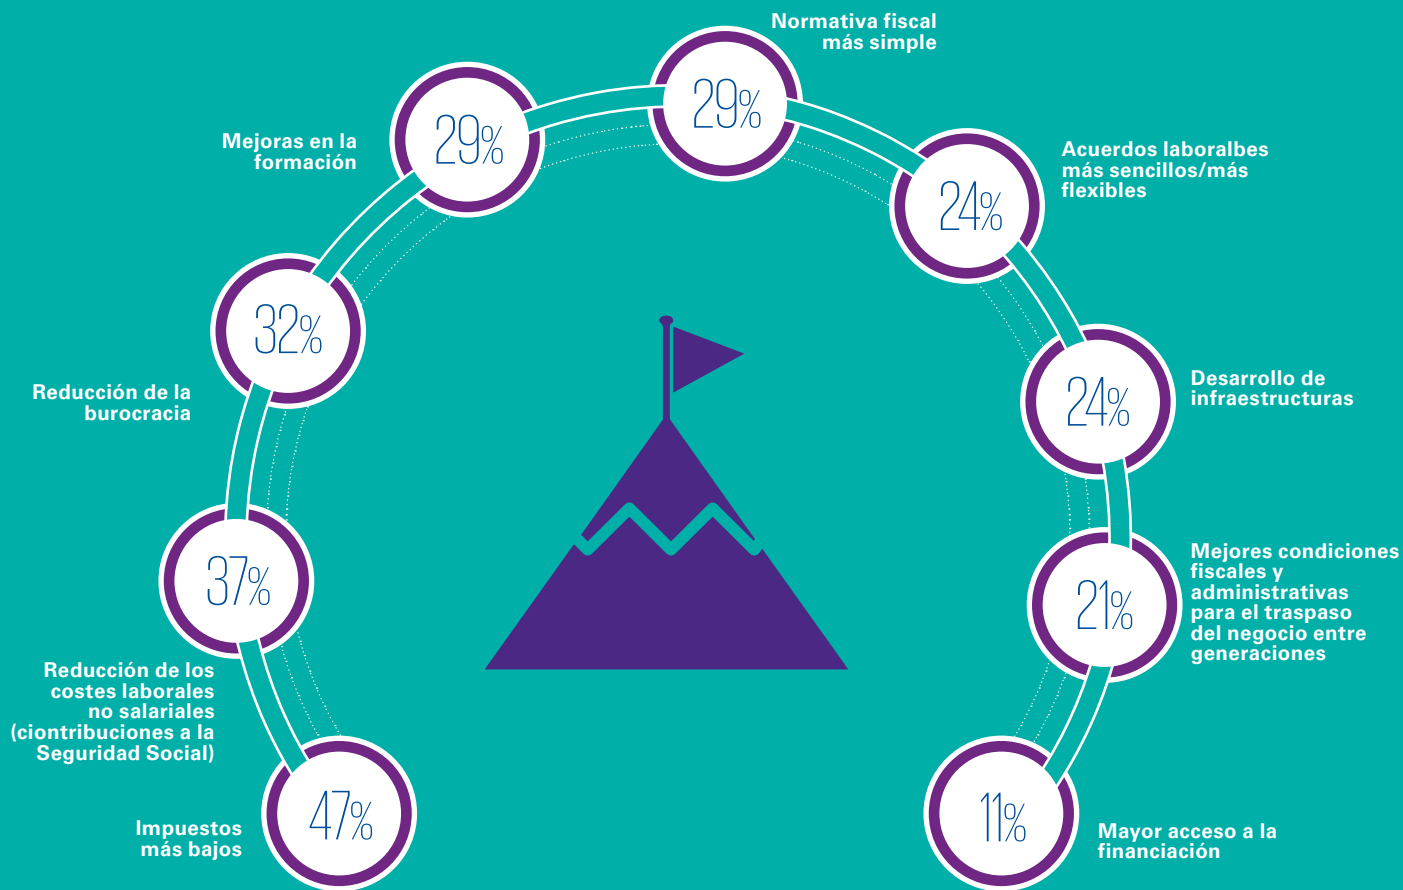 Normativa fiscal
más simple
29%
Mejoras en la
formación
29%
Acuerdos laboralbes
más sencillos/más
flexibles
24%
Reducción de la
burocracia
32%
Desarrollo de
infraestructuras
24%
Reducción de los
costes laborales
no salariales
(ciontribuciones a la
Seguridad Social)
37%
Mejores condiciones
fiscales y
administrativas
para el traspaso
del negocio entre
generaciones
21%
Impuestos
más bajos
47%
Mayor acceso a la
financiación
11%